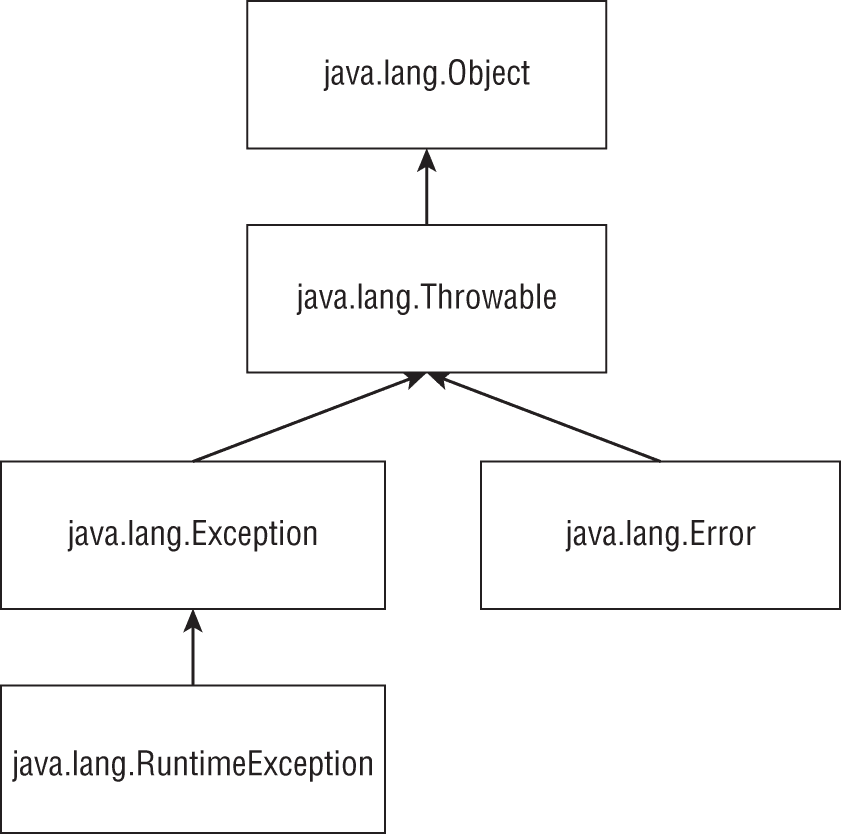 java.lang.Object
java.lang.Throwable
java.lang.Exception
java.lang.Error
java.lang.RuntimeException